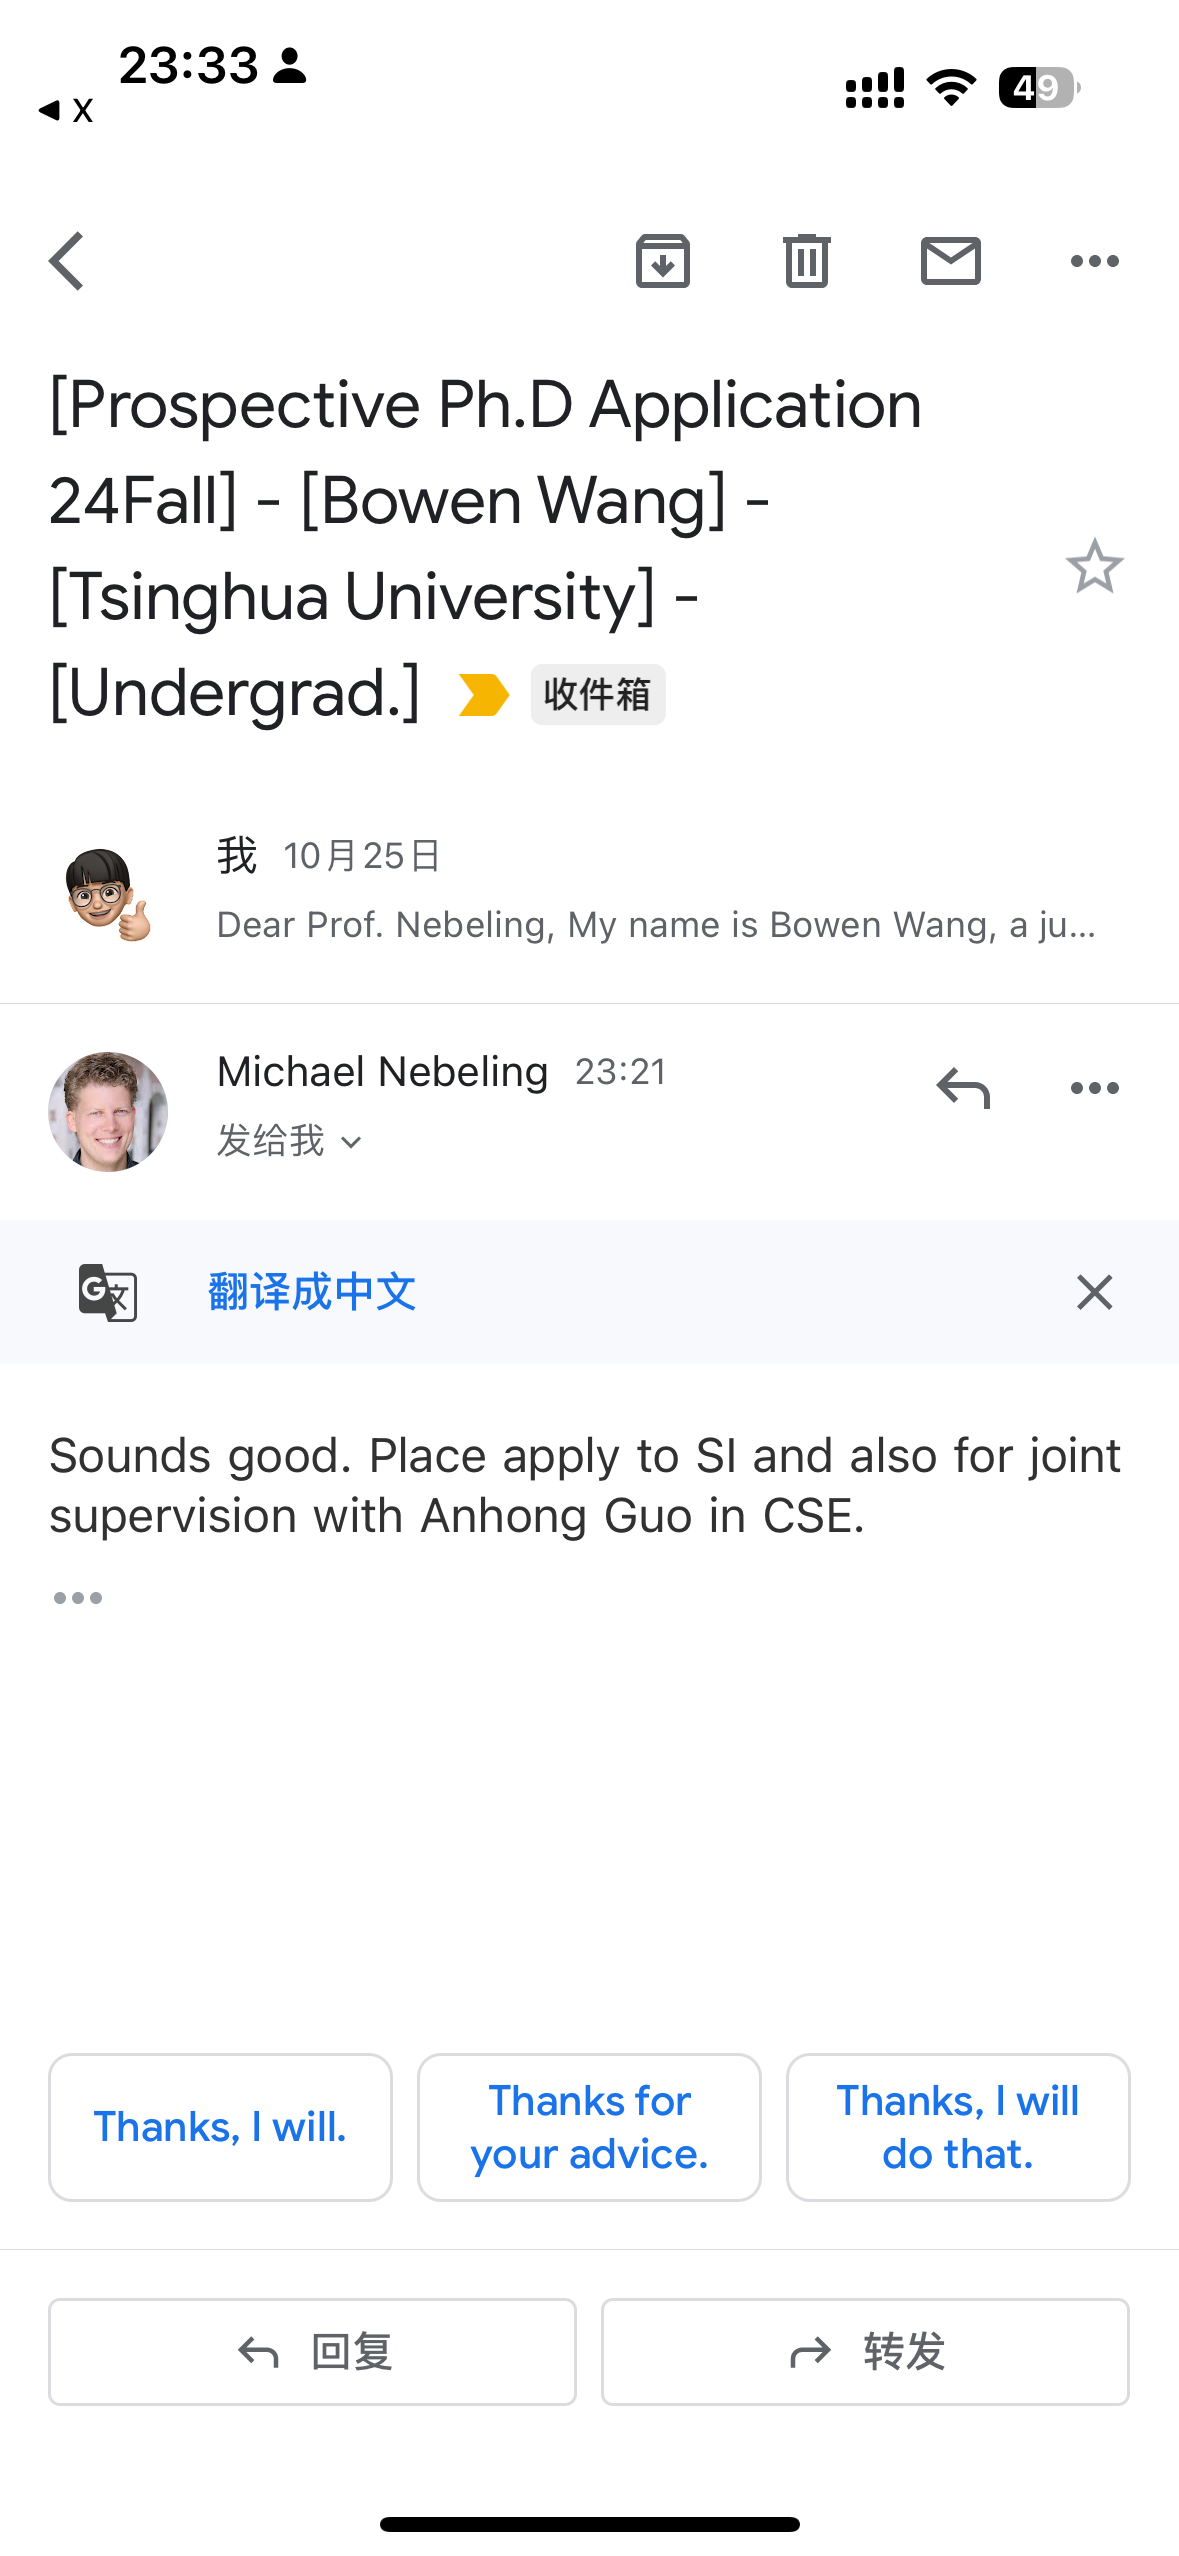 23:33
X
49
[Prospective Ph.D Application
24Fall] - [Bowen Wang] -
[Tsinghua University] -
[Undergrad.] 收件箱
我 10月25日
Dear Prof. Nebeling, My name is Bowen Wang, a ju...
Michael Nebeling 23:21
发给我
G 文 翻译成中文
Sounds good. Place apply to SI and also for joint
supervision with Anhong Guo in CSE.
Thanks, I will.
Thanks for
your advice.
Thanks, I will
do that.
回复
转发